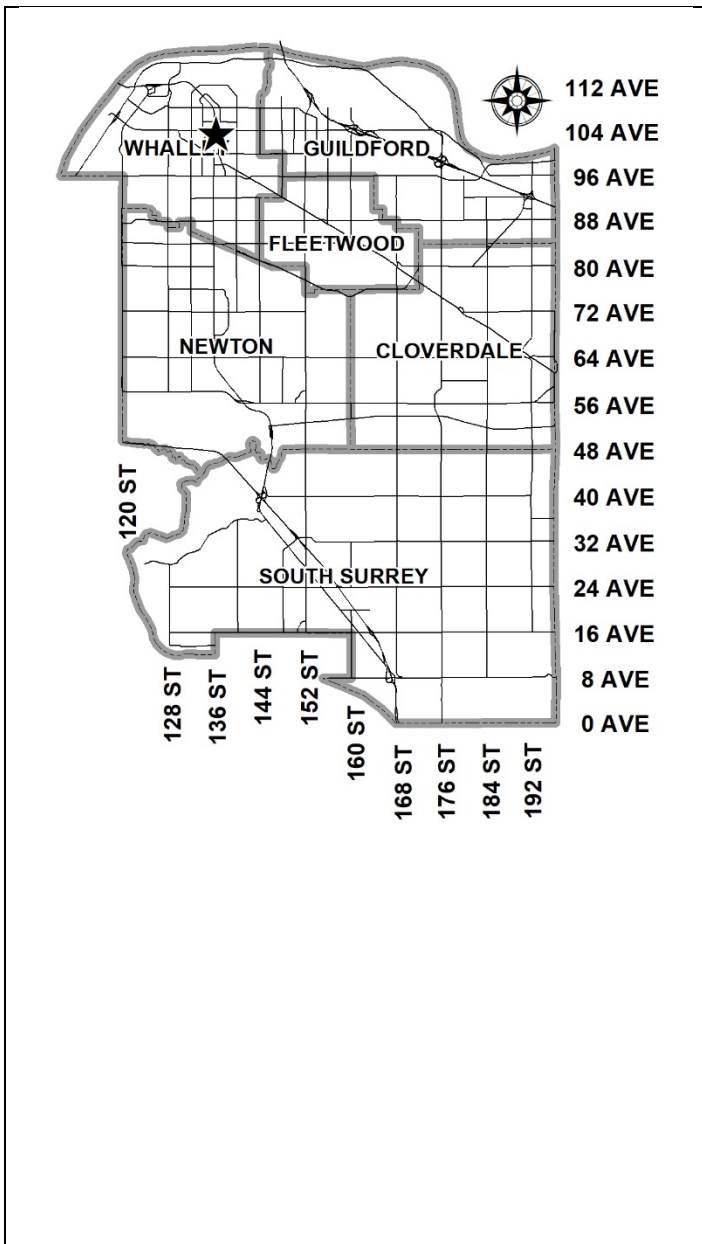 112 AVE
104 AVE
WHALL
GUILDFORD
96 AVE
88 AVE
FLEETWOOD
80 AVE
72 AVE
NEWTON
CLOVERDALE
64 AVE
56 AVE
48 AVE
120 ST
40 AVE
32 AVE
SOUTH SURREY
24 AVE
16 AVE
128 ST
136 ST
144 ST
152 ST
160 ST
8 AVE
0 AVE
168 ST
176 ST
184 ST
192 ST